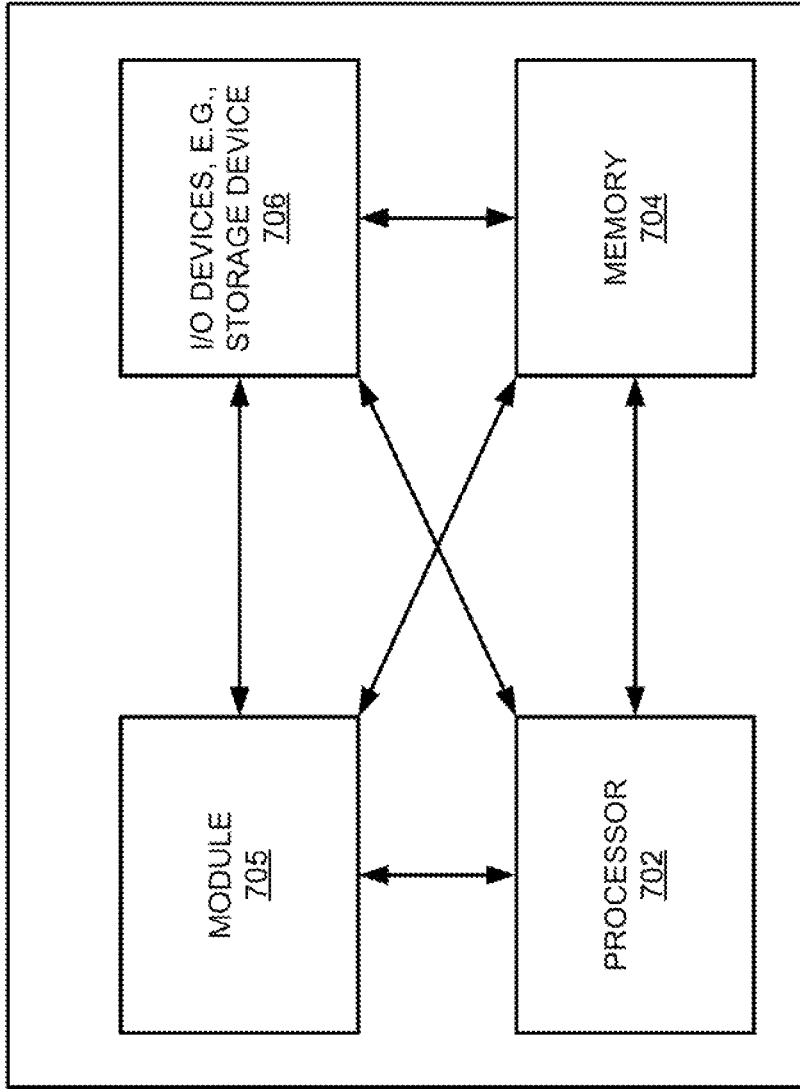 MODULE
705
I/O DEVICES, E.G.,
STORAGE DEVICE
706
PROCESSOR
702
MEMORY
704